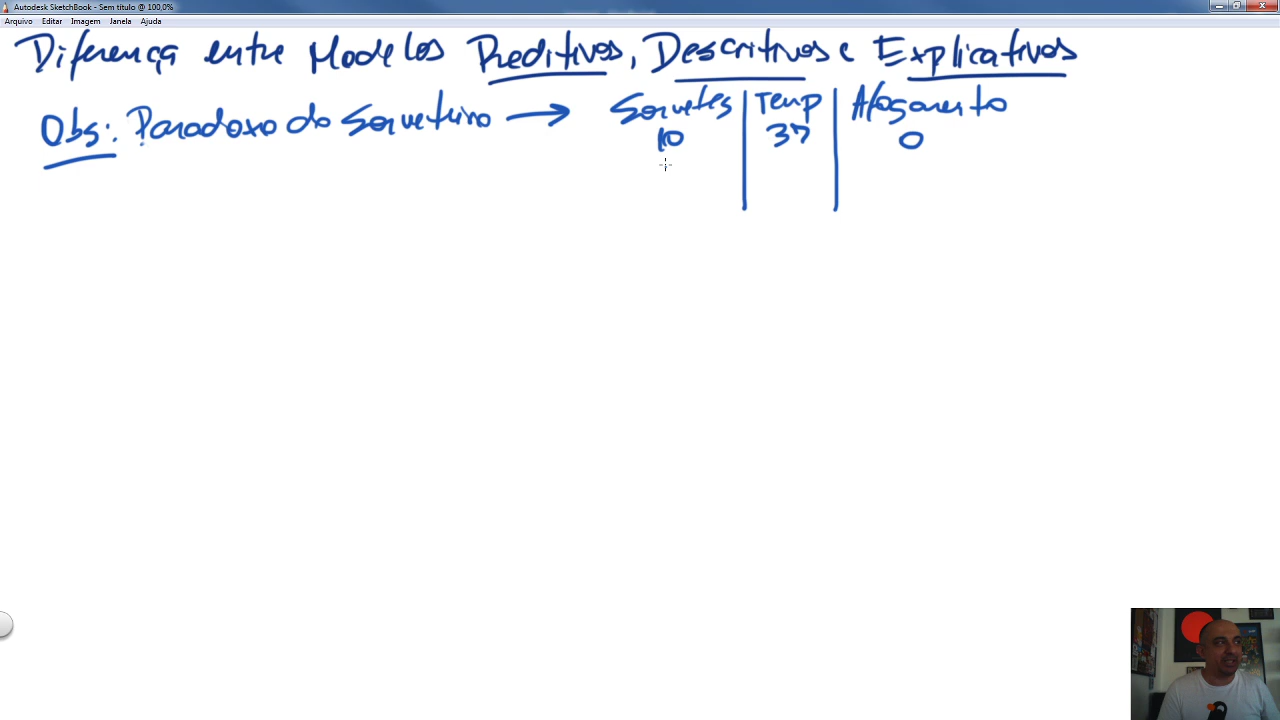 Autodesk SketchBook - Sem título @ 100,0%
Arquivo Editar Imagem Janela Ajuda
Diferença entre Modelos Preditivos, Descritivos e Explicativos
Obs: Paradoxo do Sorveteiro → Sorvetes Temp Afogamento
10 37 0